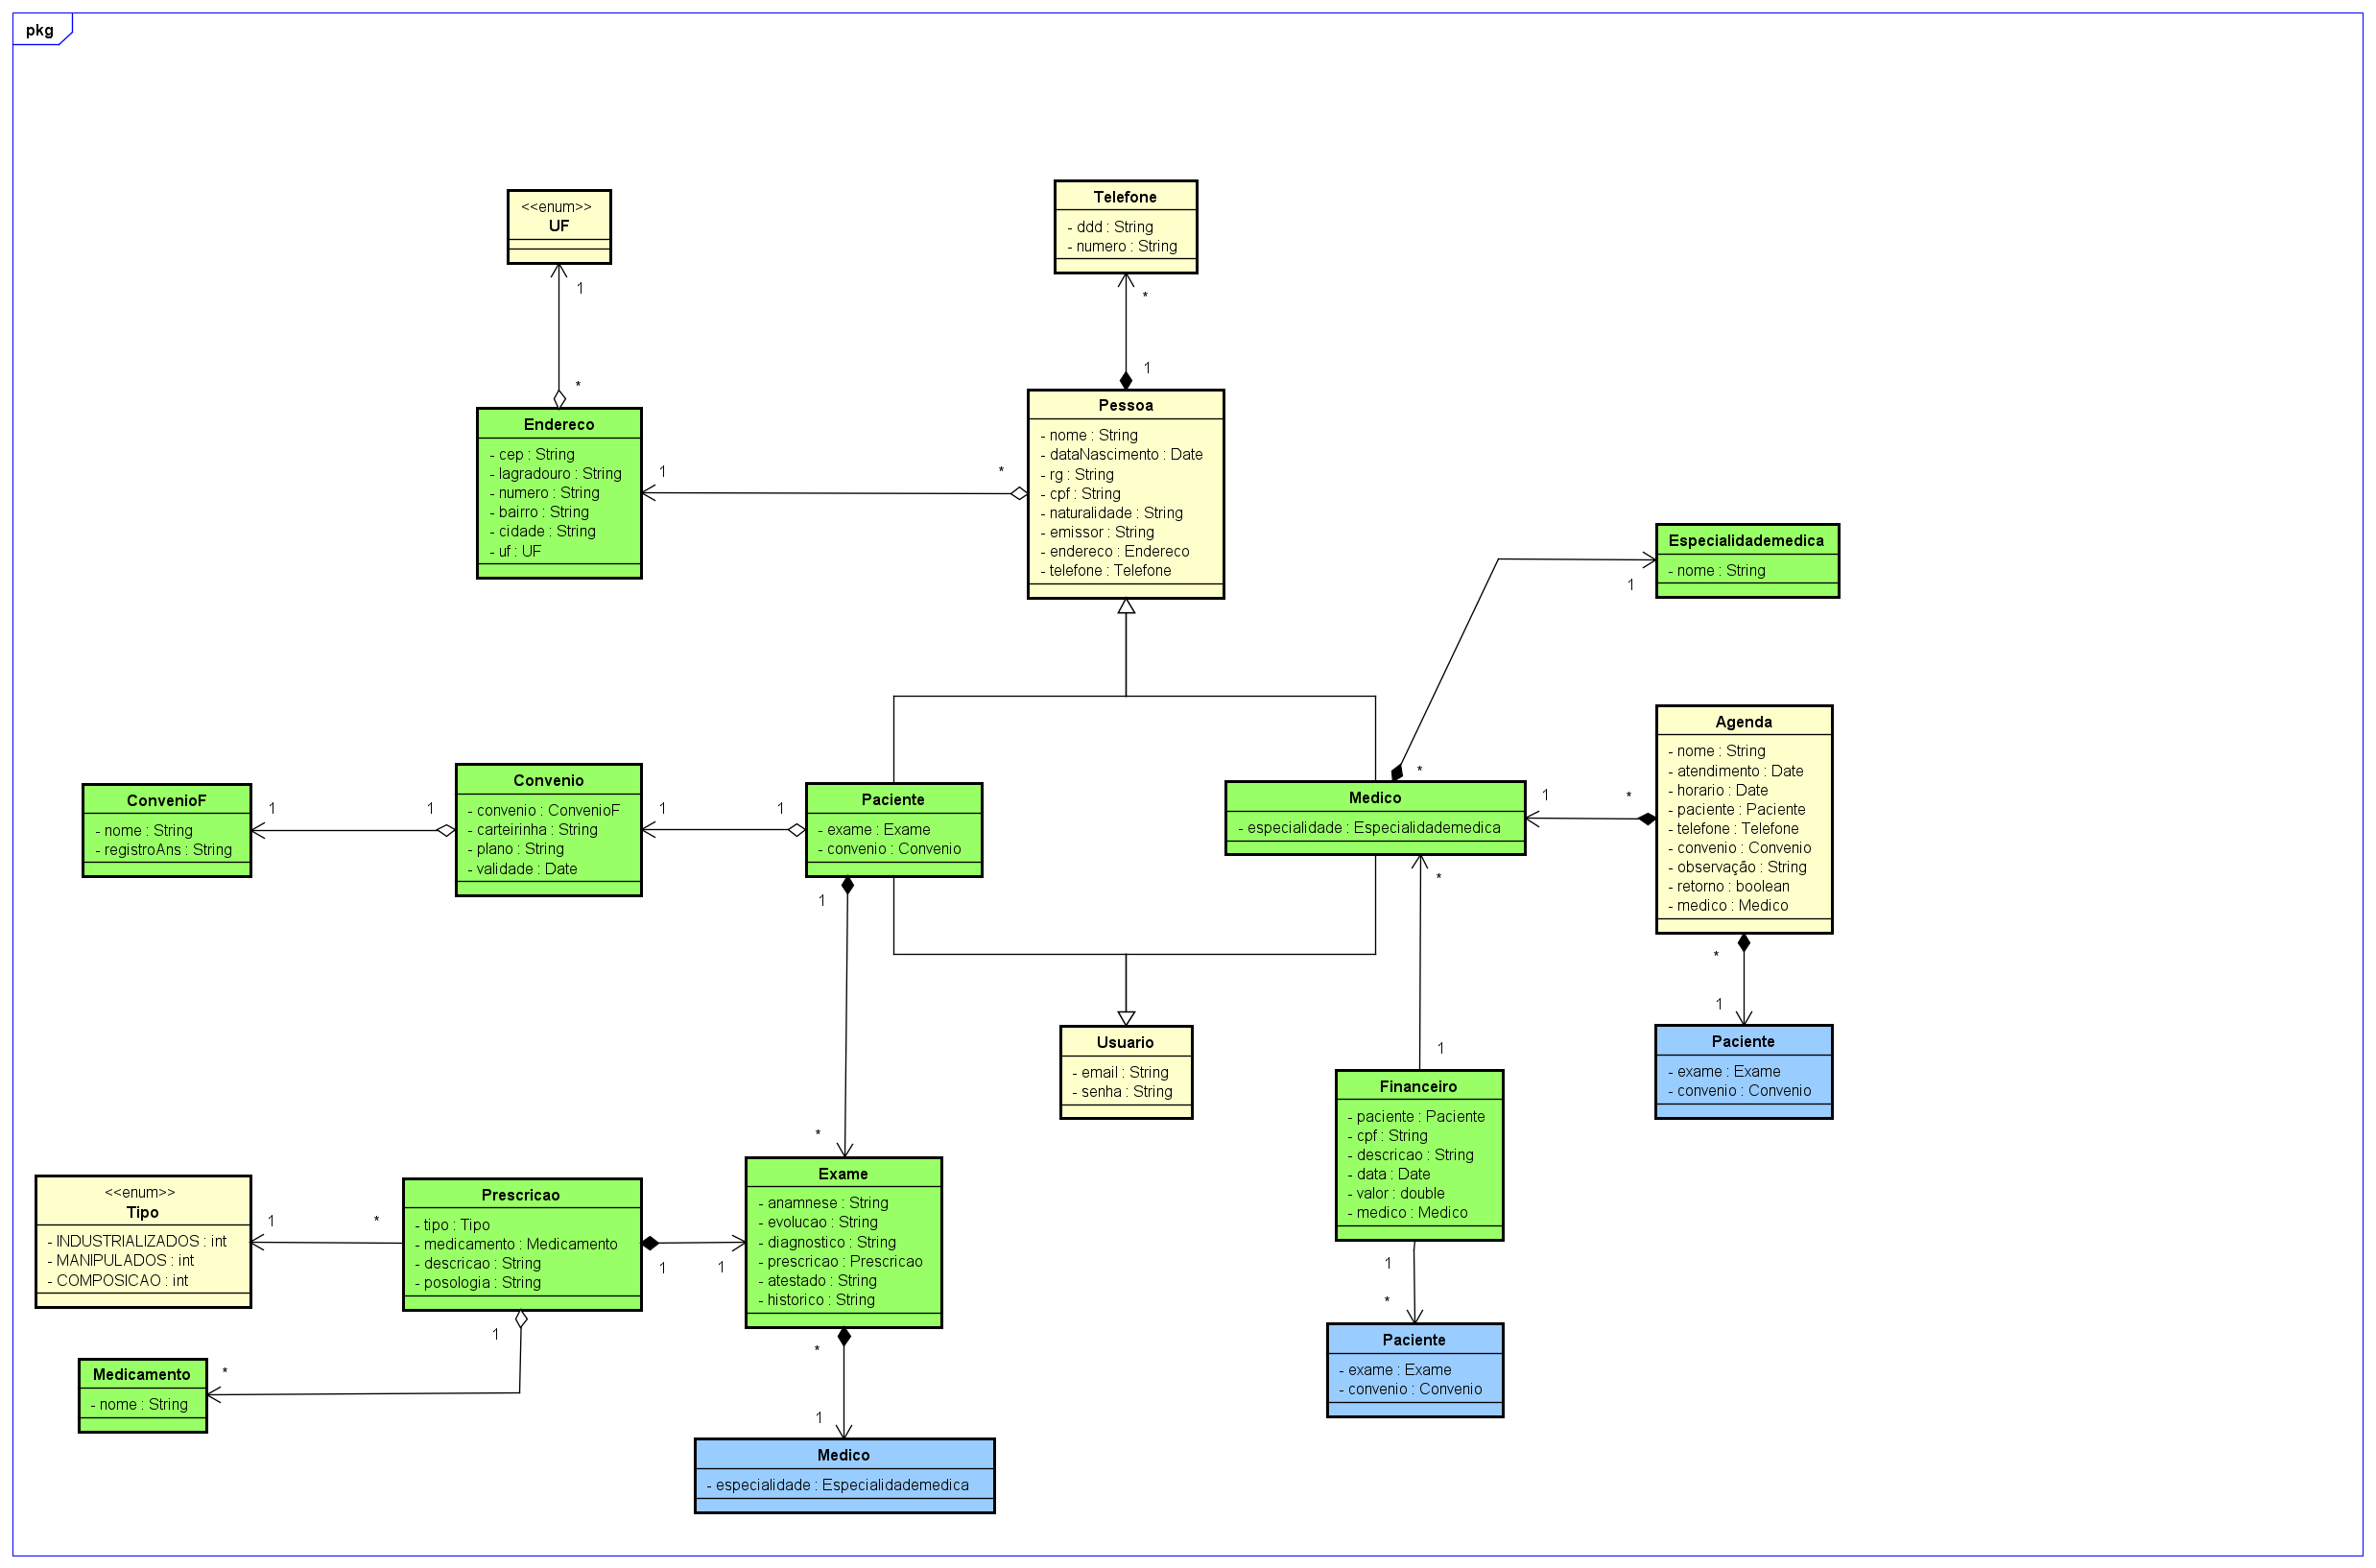 pkg
<<enum>>
UF
1
*
Telefone
- ddd : String
- numero : String
*
1
Endereco
- cep : String
- lagradouro : String
- numero : String
- bairro : String
- cidade : String
- uf : UF
1
*
Pessoa
- nome : String
- dataNascimento : Date
- rg : String
- cpf : String
- naturalidade : String
- emissor : String
- endereco : Endereco
- telefone : Telefone
Especialidademedica
- nome : String
1
*
ConvenioF
- nome : String
- registroAns : String
1
1
Convenio
- convenio : ConvenioF
- carteirinha : String
- plano : String
- validade : Date
1
1
Paciente
- exame : Exame
- convenio : Convenio
1
*
Medico
- especialidade : Especialidademedica
1
*
Agenda
- nome : String
- atendimento : Date
- horario : Date
- paciente : Paciente
- telefone : Telefone
- convenio : Convenio
- observação : String
- retorno : boolean
- medico : Medico
*
1
Paciente
- exame : Exame
- convenio : Convenio
Usuario
- email : String
- senha : String
*
1
Financeiro
- paciente : Paciente
- cpf : String
- descricao : String
- data : Date
- valor : double
- medico : Medico
1
*
Paciente
- exame : Exame
- convenio : Convenio
<<enum>>
Tipo
- INDUSTRIALIZADOS : int
- MANIPULADOS : int
- COMPOSICAO : int
1
*
Prescricao
- tipo : Tipo
- medicamento : Medicamento
- descricao : String
- posologia : String
1
1
Exame
- anamnese : String
- evolucao : String
- diagnostico : String
- prescricao : Prescricao
- atestado : String
- historico : String
1
*
Medicamento
- nome : String
*
1
Medico
- especialidade : Especialidademedica